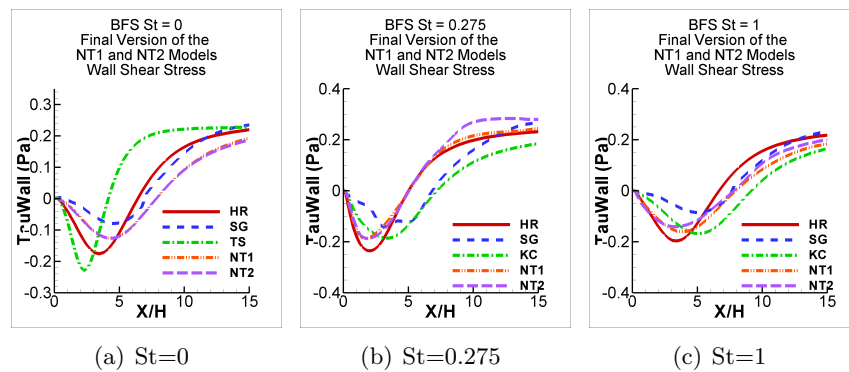 BFS St = 0
Final Version of the
NT1 and NT2 Models
Wall Shear Stress
TauWall (Pa)
0.3
0.2
0.1
0
-0.1
-0.2
-0.3
HR
SG
TS
NT1
NT2
0 5 10 15
X/H
(a) St=0
BFS St = 0.275
Final Version of the
NT1 and NT2 Models
Wall Shear Stress
TauWall (Pa)
0.4
0.2
0
-0.2
-0.4
HR
SG
KC
NT1
NT2
0 5 10 15
X/H
(b) St=0.275
BFS St = 1
Final Version of the
NT1 and NT2 Models
Wall Shear Stress
TauWall (Pa)
0.4
0.2
0
-0.2
-0.4
HR
SG
KC
NT1
NT2
0 5 10 15
X/H
(c) St=1